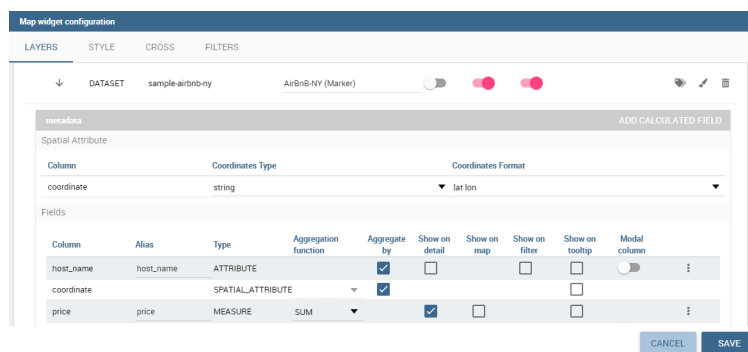 Map widget configuration
LAYERS STYLE CROSS FILTERS
DATASET sample-airbnb-ny AirBnB-NY (Marker)
metadata ADD CALCULATED FIELD
Spatial Attribute
Column Coordinates Type Coordinates Format
coordinate string lat lon
Fields
Column Alias Type Aggregation function Aggregate by Show on detail Show on map Show on filter Show on tooltip Modal column
host_name host_name ATTRIBUTE
coordinate SPATIAL_ATTRIBUTE
price price MEASURE SUM
CANCEL SAVE